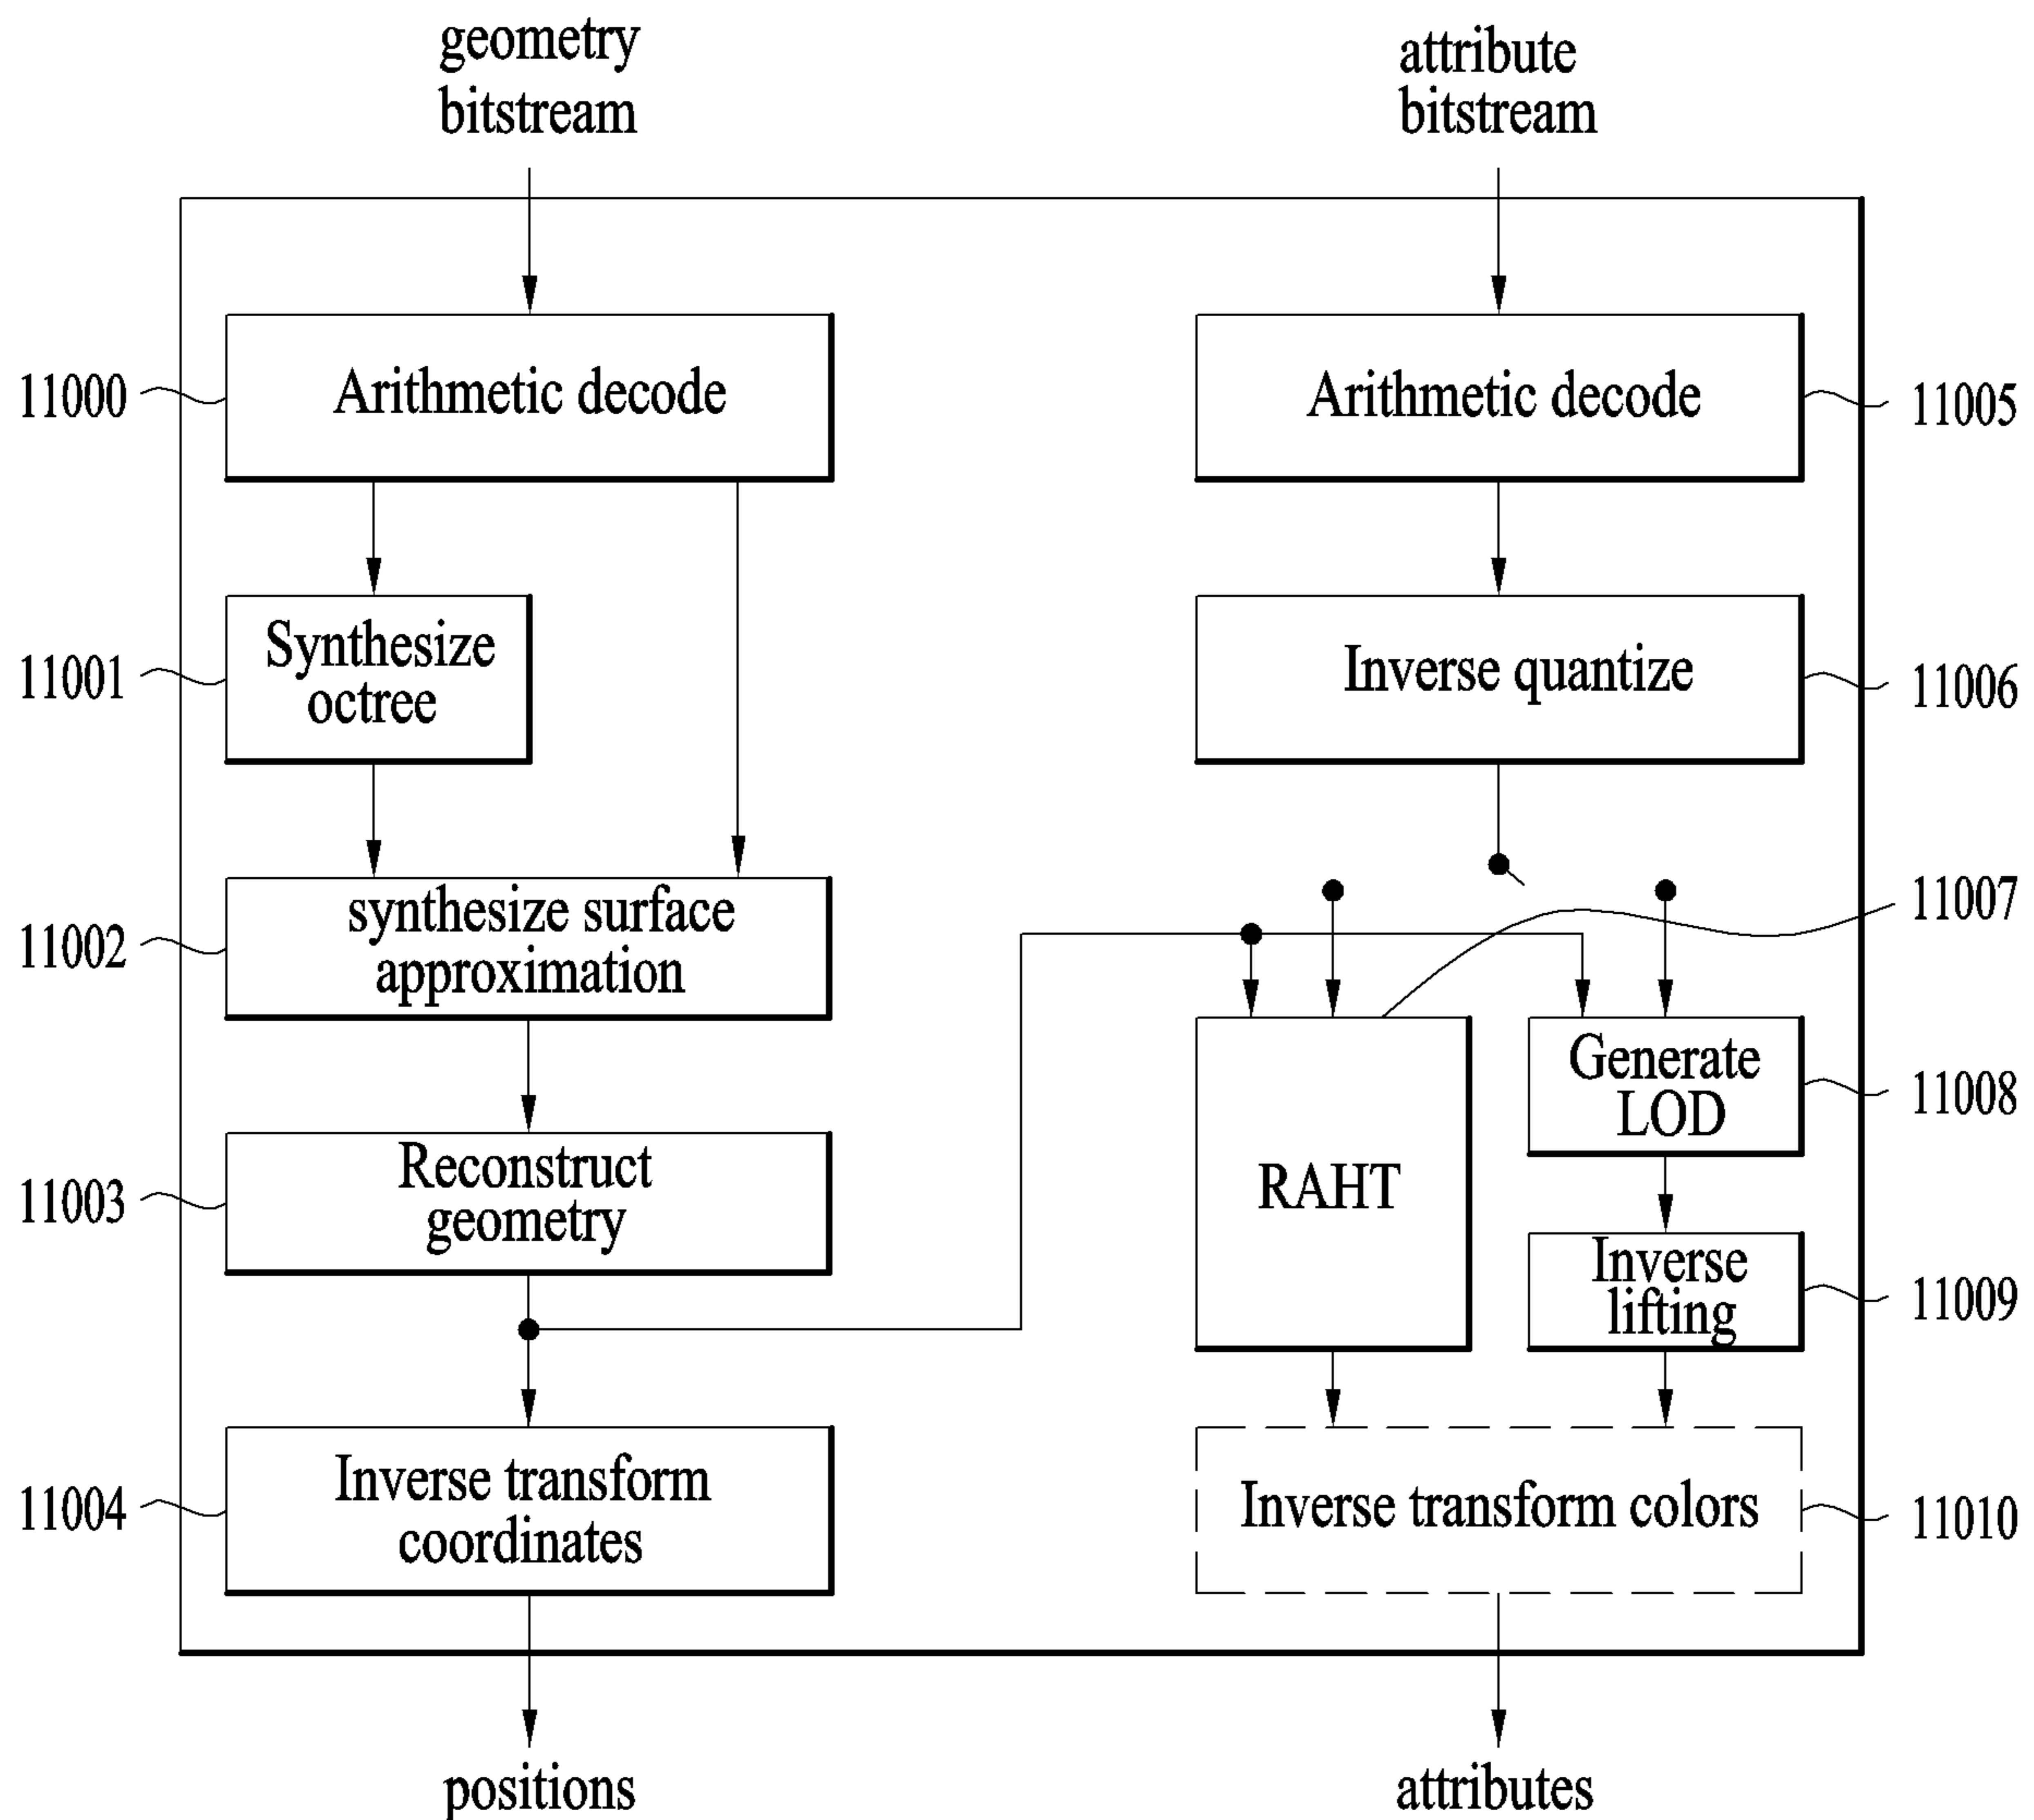 geometry
bitstream
attribute
bitstream
11000
Arithmetic decode
Arithmetic decode
11005
11001
Synthesize
octree
Inverse quantize
11006
11002
synthesize surface
approximation
11007
Generate
LOD
11008
11003
Reconstruct
geometry
RAHT
Inverse
lifting
11009
11004
Inverse transform
coordinates
Inverse transform colors
11010
positions
attributes